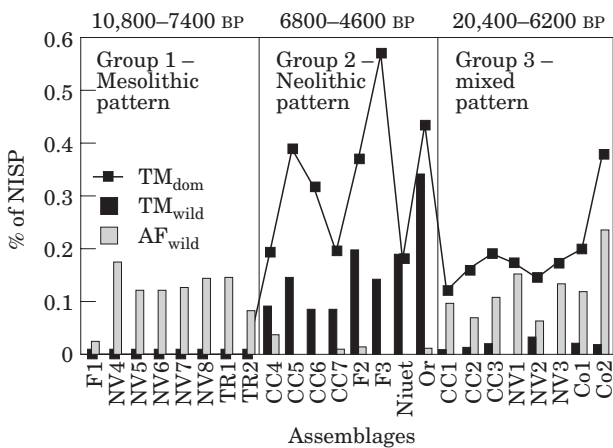 10,800–7400 BP
6800–4600 BP
20,400–6200 BP
0.6
0.5
0.4
0.3
0.2
0.1
0
% of NISP
Group 1 –
Mesolithic
pattern
Group 2 –
Neolithic
pattern
Group 3 –
mixed
pattern
TMdom
TMwild
AFwild
F1
NV4
NV5
NV6
NV7
NV8
TR1
TR2
CC4
CC5
CC6
CC7
F2
F3
Niuet
Or
CC1
CC2
CC3
NV1
NV2
NV3
Co1
Co2
Assemblages